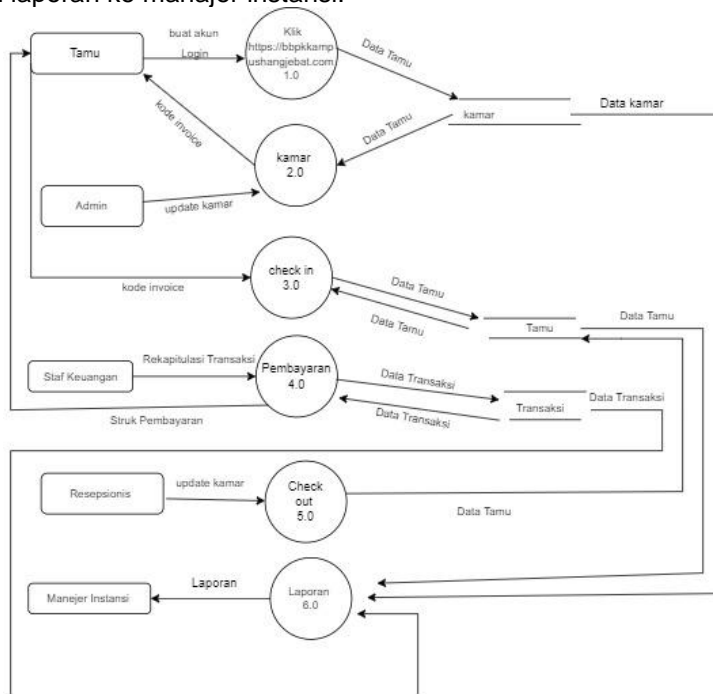 laporan ke manajer instansi.
buat akun
Login
Tamu
Klik
https://bbpkkamp
ushangjebat.com
1.0
Data Tamu
Data kamar
kamar
Data Tamu
kode invoice
kamar
2.0
Admin
update kamar
check in
3.0
kode invoice
Data Tamu
Data Tamu
Tamu
Data Tamu
Staf Keuangan
Rekapitulasi Transaksi
Pembayaran
4.0
Data Transaksi
Data Transaksi
Transaksi
Data Transaksi
Struk Pembayaran
Resepsionis
update kamar
Check
out
5.0
Data Tamu
Manejer Instansi
Laporan
Laporan
6.0